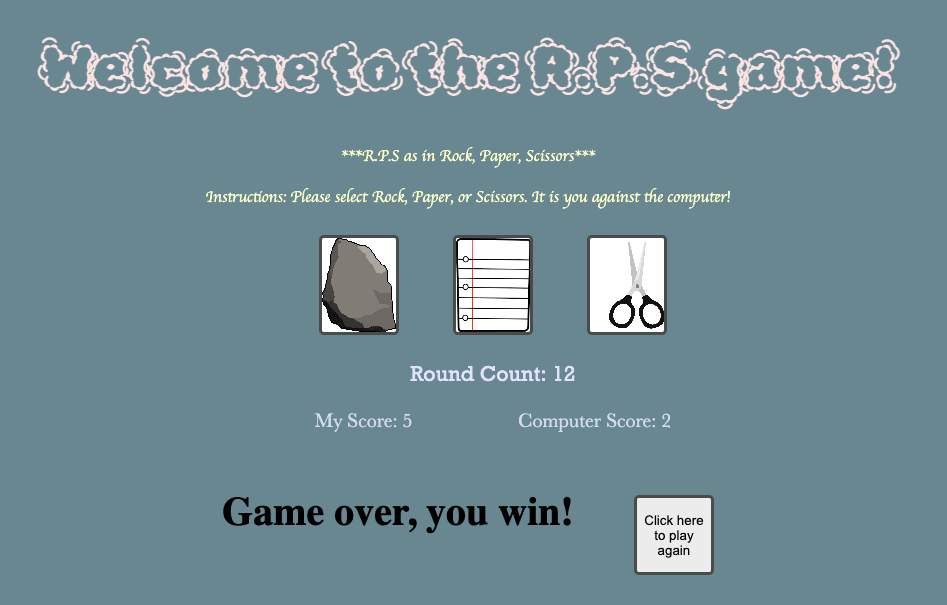 Welcome to the R.P.S game!
***R.P.S as in Rock, Paper, Scissors***
Instructions: Please select Rock, Paper, or Scissors. It is you against the computer!
Round Count: 12
My Score: 5 Computer Score: 2
Game over, you win!
Click here
to play
again